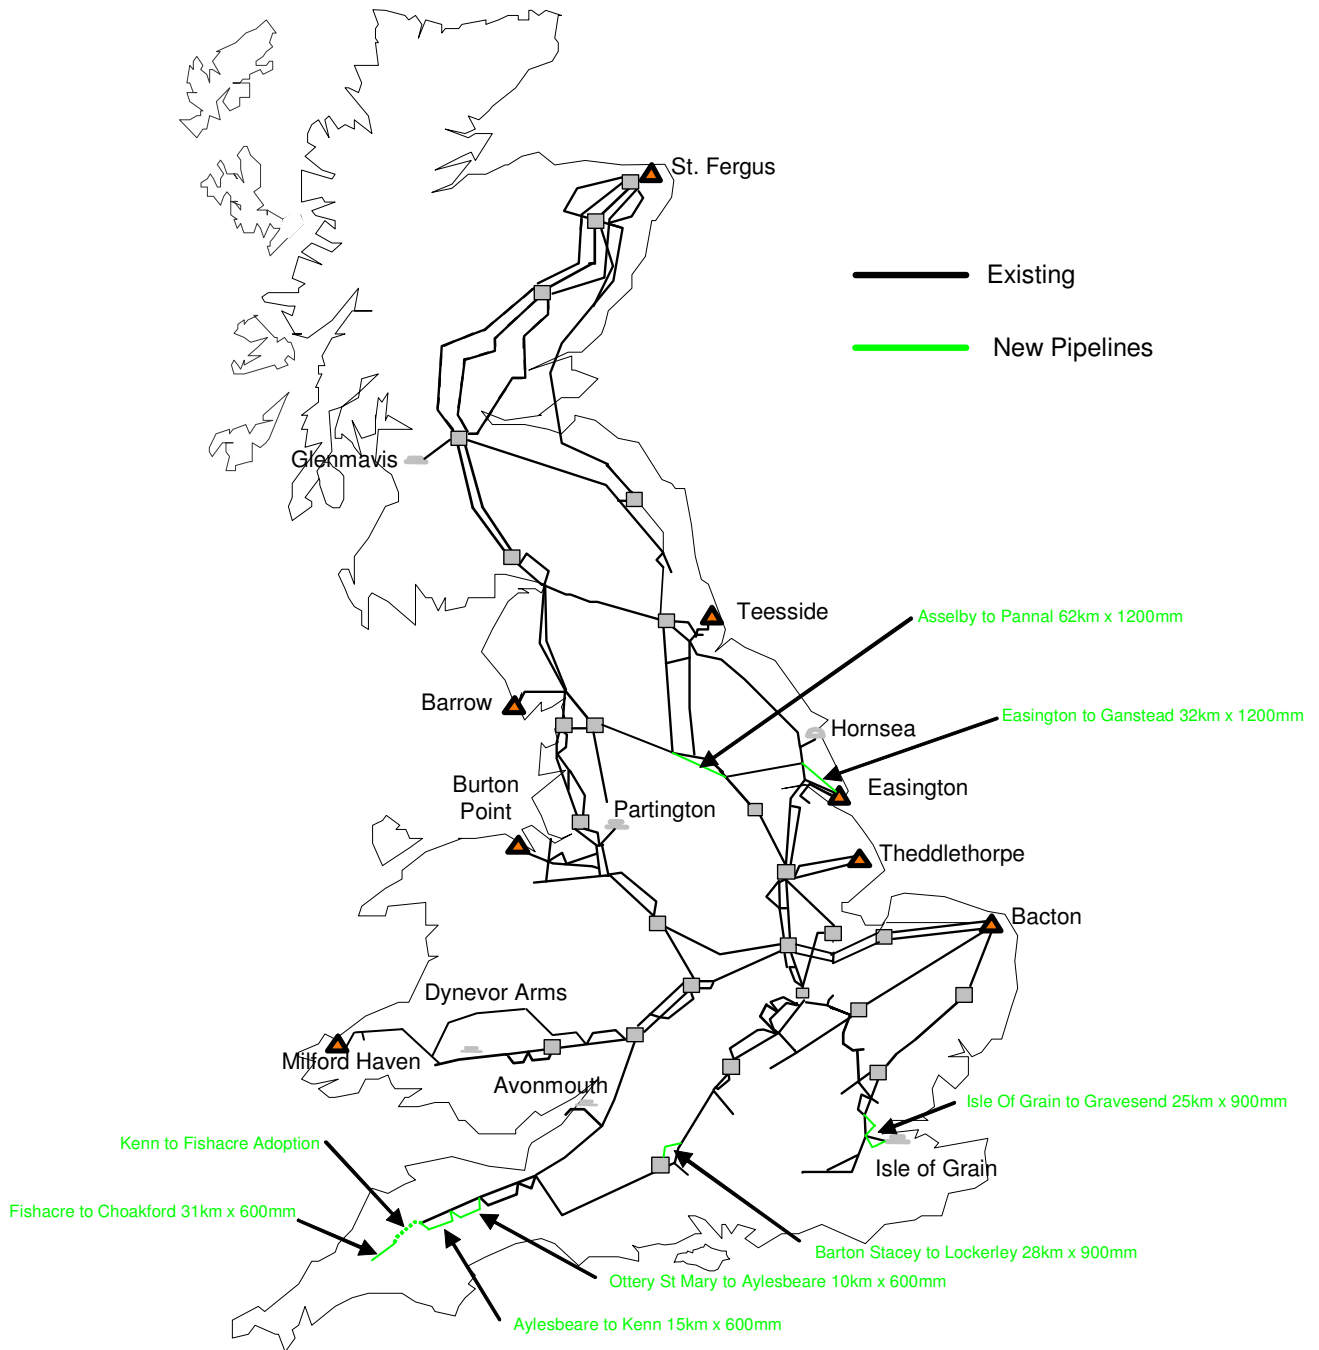 St. Fergus
Existing
New Pipelines
Glenmavis
Teesside
Asselby to Pannal 62km x 1200mm
Barrow
Hornsea
Easington to Ganstead 32km x 1200mm
Burton
Point
Partington
Easington
Theddlethorpe
Bacton
Dynevor Arms
Milford Haven
Avonmouth
Isle Of Grain to Gravesend 25km x 900mm
Kenn to Fishacre Adoption
Isle of Grain
Fishacre to Choakford 31km x 600mm
Barton Stacey to Lockerley 28km x 900mm
Ottery St Mary to Aylesbeare 10km x 600mm
Aylesbeare to Kenn 15km x 600mm